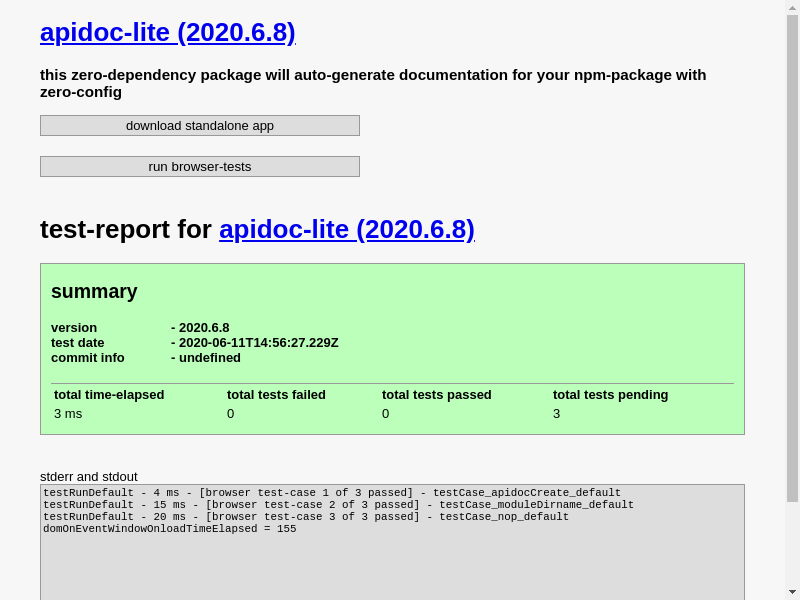 apidoc-lite (2020.6.8)
this zero-dependency package will auto-generate documentation for your npm-package with
zero-config
download standalone app
run browser-tests
test-report for apidoc-lite (2020.6.8)
summary
version - 2020.6.8
test date - 2020-06-11T14:56:27.229Z
commit info - undefined
total time-elapsed total tests failed total tests passed total tests pending
3 ms 0 0 3
stderr and stdout
testRunDefault - 4 ms - [browser test-case 1 of 3 passed] - testCase_apidocCreate_default
testRunDefault - 15 ms - [browser test-case 2 of 3 passed] - testCase_moduleDirname_default
testRunDefault - 20 ms - [browser test-case 3 of 3 passed] - testCase_nop_default
domOnEventWindowOnloadTimeElapsed = 155